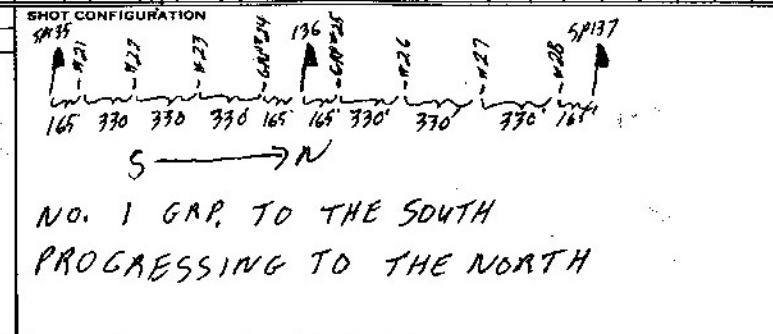 SHOT CONFIGURATION
SP135 #21 #22 #23 GRP#24 136 GRP#25 #26 #27 #28 SP137
165' 330 330 330' 165' 165' 330' 330' 330' 165'
S N
NO. 1 GRP. TO THE SOUTH
PROGRESSING TO THE NORTH